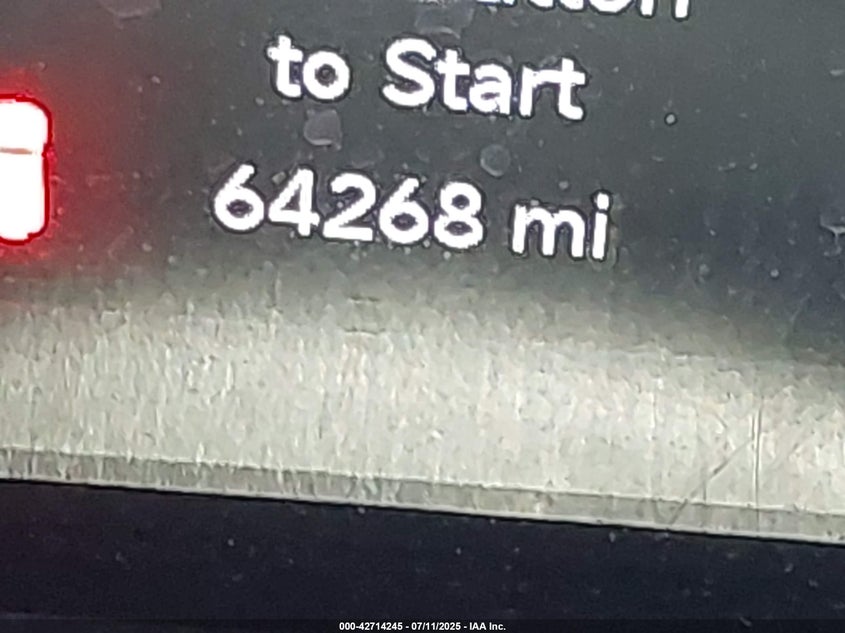 to Start
64268 mi
000-42714245 - 07/11/2025 - IAA Inc.